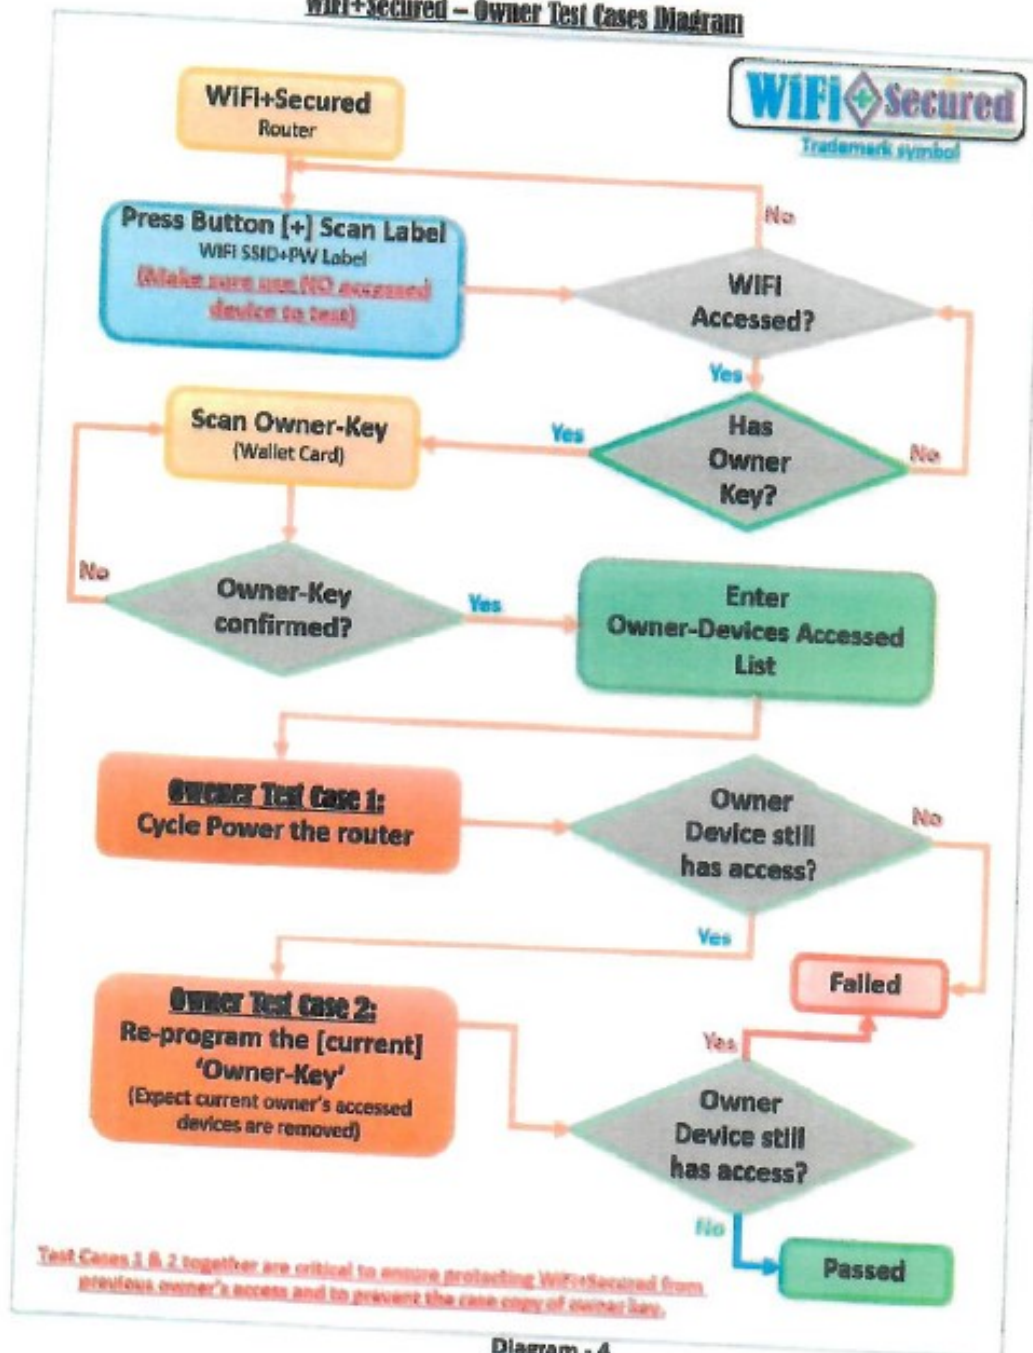 WiFi+Secured – Owner Test Cases Diagram
WiFi+Secured
Trademark symbol
WiFi+Secured
Router
No
Press Button [+] Scan Label
WiFi SSID+PW Label
(Make sure use NO accessed
device to test)
WiFi
Accessed?
Yes
Scan Owner-Key
(Wallet Card)
Yes
Has
Owner
Key?
No
No
Owner-Key
confirmed?
Yes
Enter
Owner-Devices Accessed
List
Owener Test Case 1:
Cycle Power the router
Owner
Device still
has access?
No
Yes
Failed
Owner Test Case 2:
Re-program the [current]
'Owner-Key'
(Expect current owner's accessed
devices are removed)
Yes
Owner
Device still
has access?
No
Passed
Test Cases 1 & 2 together are critical to ensure protecting WiFi+Secured from
previous owner's access and to prevent the case copy of owner key.
Diagram - 4